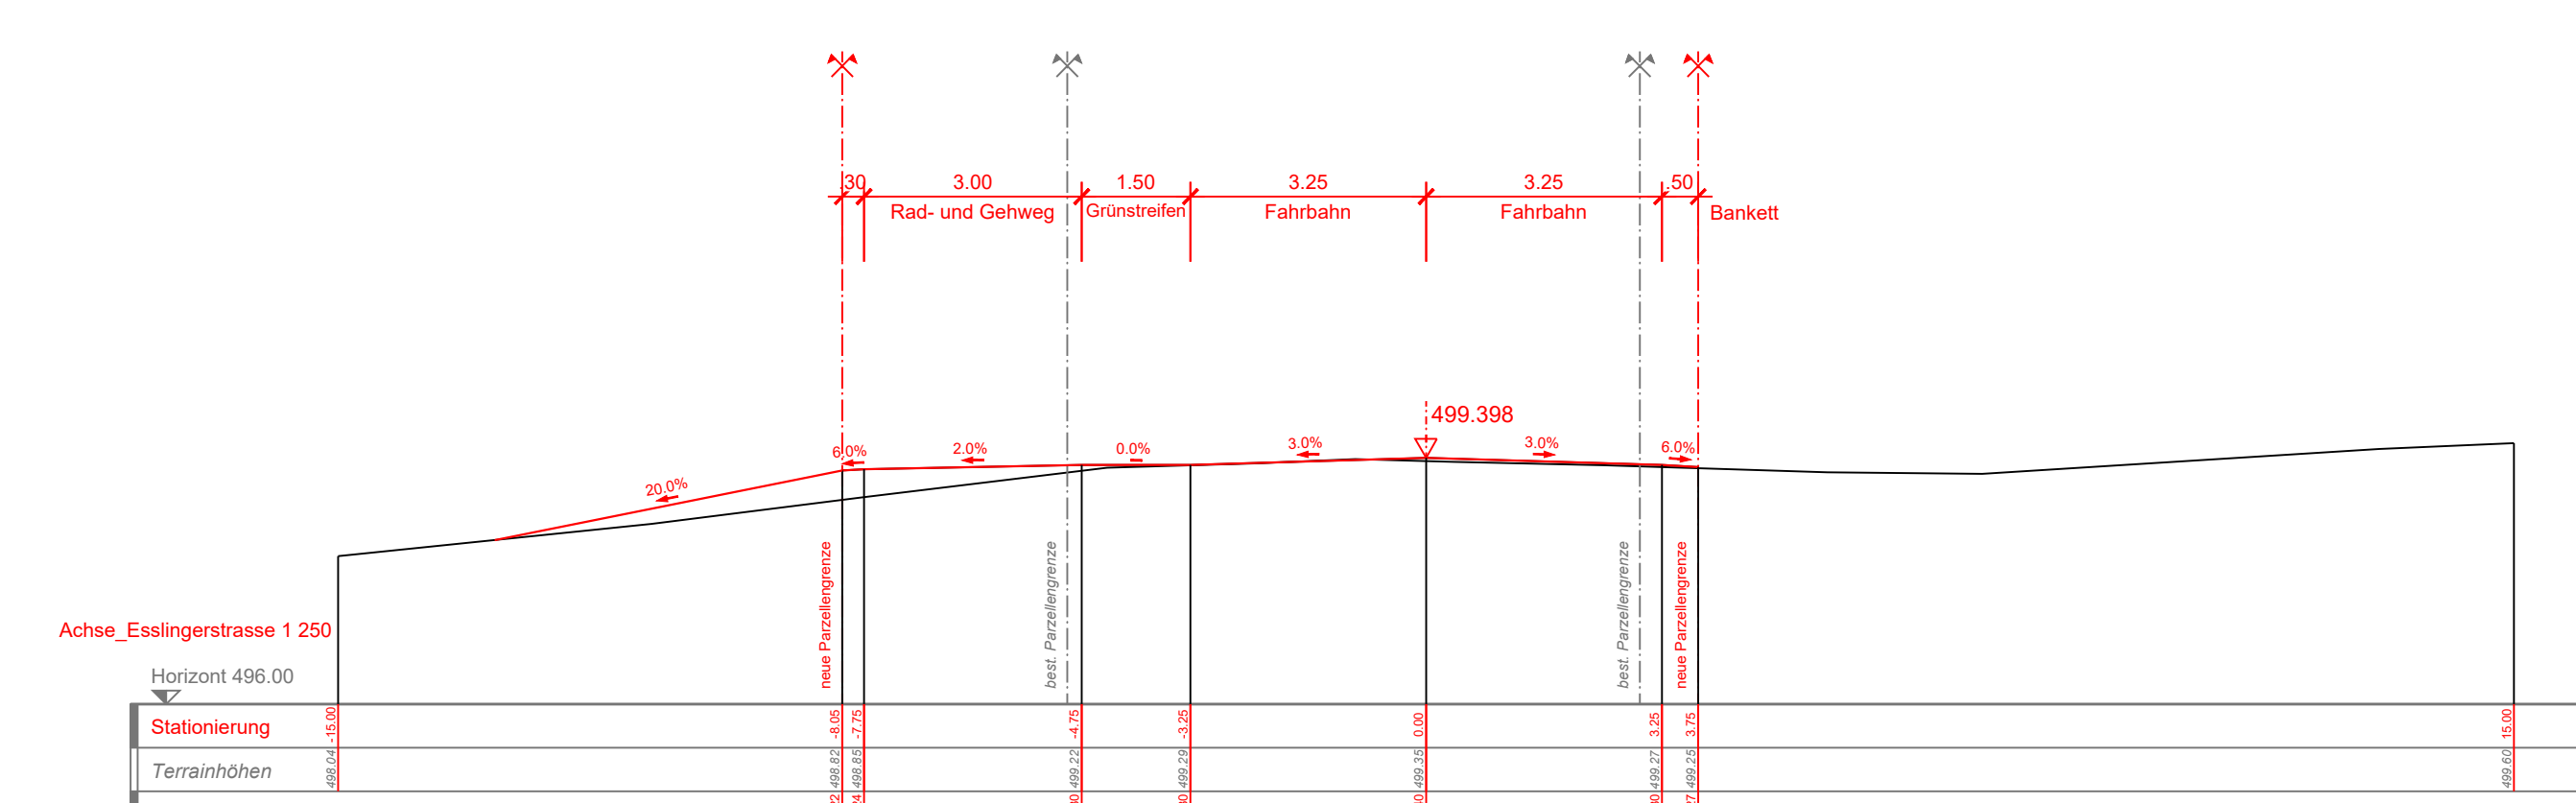 .30 3.00 1.50 3.25 3.25 .50
Rad- und Gehweg Grünstreifen Fahrbahn Fahrbahn Bankett
499.398
20.0% 6.0% 2.0% 0.0% 3.0% 3.0% 6.0%
neue Parzellengrenze
best. Parzellengrenze
best. Parzellengrenze
neue Parzellengrenze
Achse_Esslingerstrasse 1 250
Horizont 496.00
Stationierung -15.00 -8.05 -7.75 -4.75 -3.25 0.00 3.25 3.75 15.00
Terrainhöhen 498.04 498.82 498.85 499.22 499.29 499.35 499.27 499.25 499.60